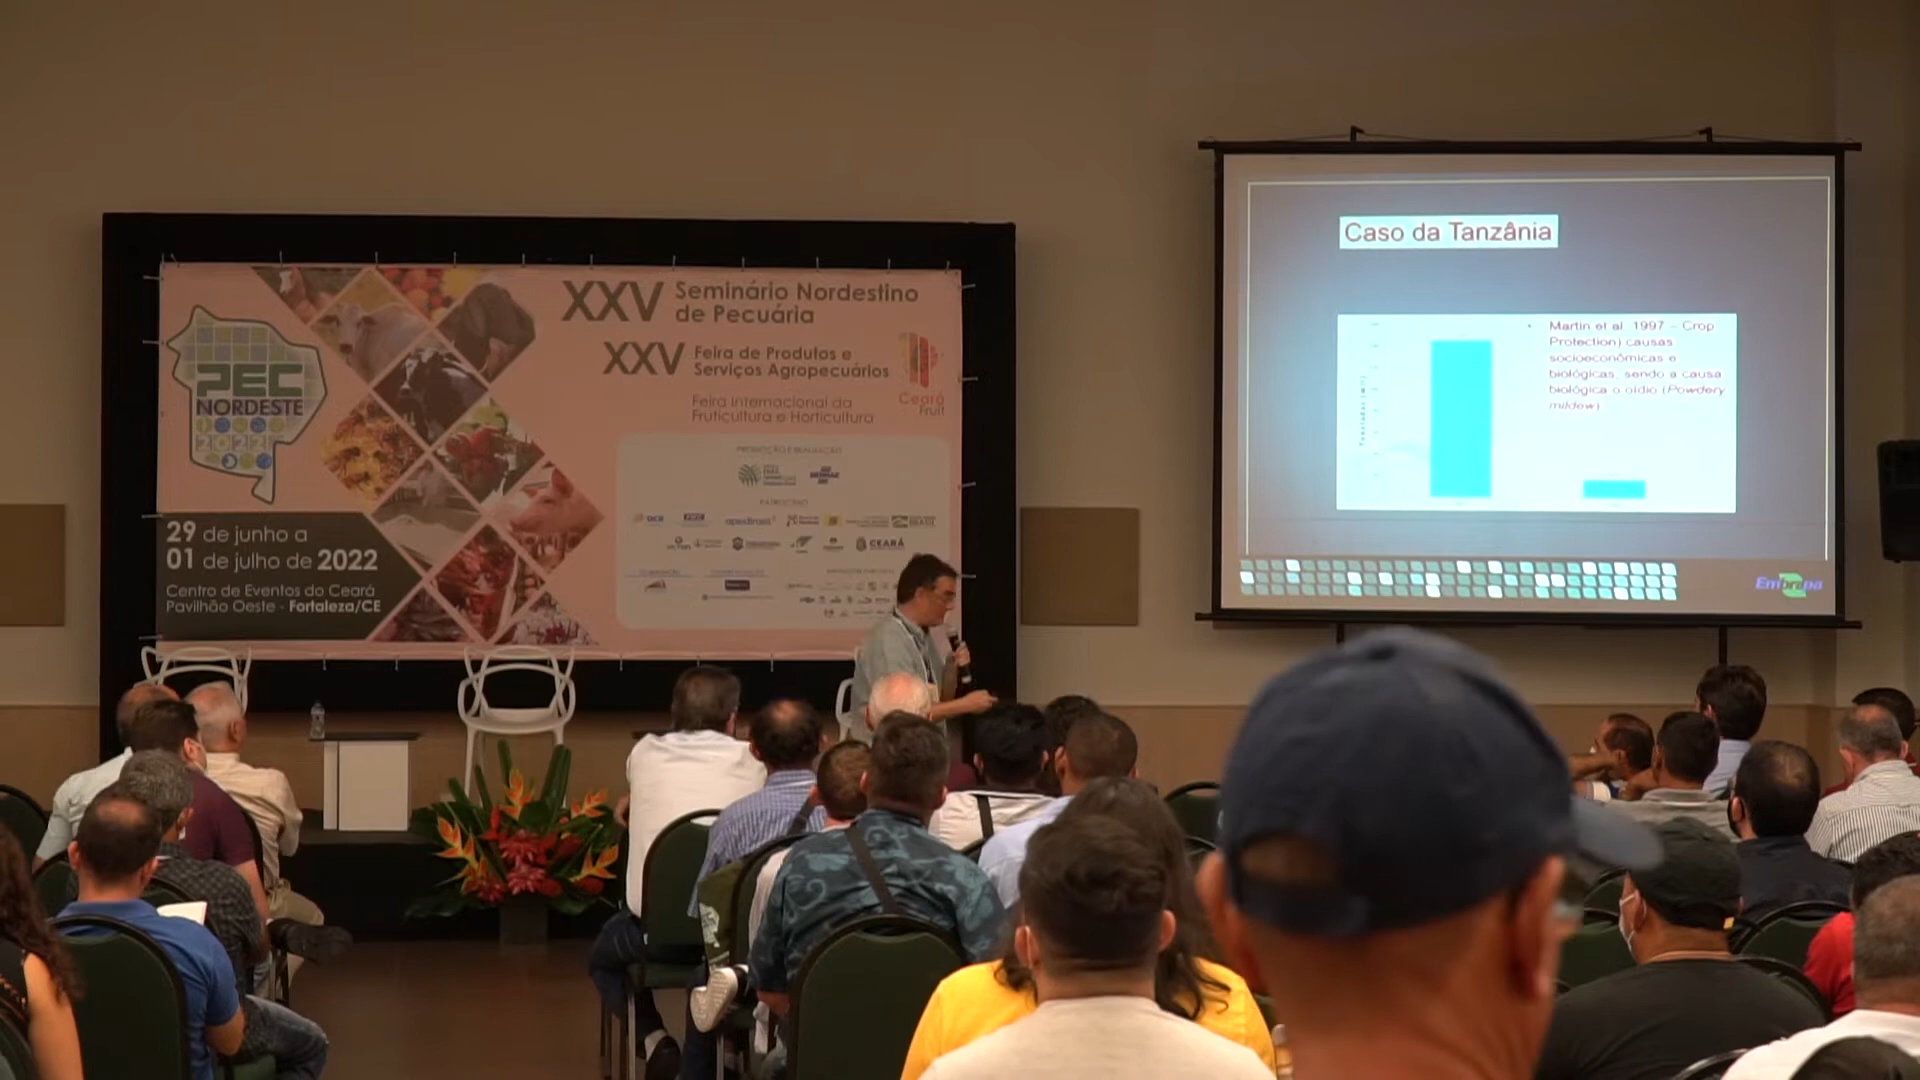 XXV Seminário Nordestino
de Pecuária
XXV Feira de Produtos e
Serviços Agropecuários
Feira Internacional da
Fruticultura e Horticultura
Ceará
Fruit
PEC
NORDESTE
2022
29 de junho a
01 de julho de 2022
Centro de Eventos do Ceará
Pavilhão Oeste - Fortaleza/CE
SEBRAE
CEARÁ
Caso da Tanzânia
Martin et al. 1997 – Crop
Protection) causas
socioeconômicas e
biológicas, sendo a causa
biológica o oídio (Powdery
mildew)
Embrapa